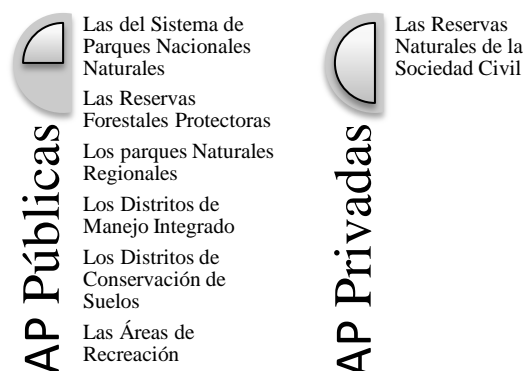 AP Públicas
Las del Sistema de
Parques Nacionales
Naturales
Las Reservas
Forestales Protectoras
Los parques Naturales
Regionales
Los Distritos de
Manejo Integrado
Los Distritos de
Conservación de
Suelos
Las Áreas de
Recreación
AP Privadas
Las Reservas
Naturales de la
Sociedad Civil